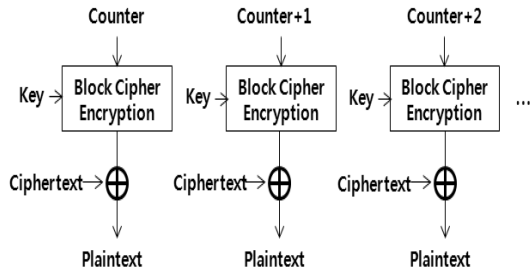 Counter Counter+1 Counter+2
Key Block Cipher Encryption Key Block Cipher Encryption Key Block Cipher Encryption ...
Ciphertext Ciphertext Ciphertext
Plaintext Plaintext Plaintext